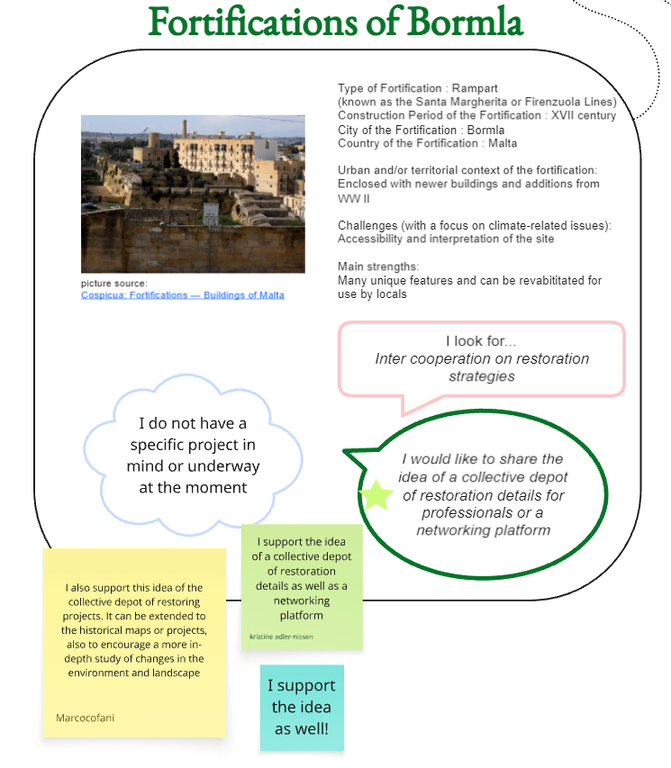 Fortifications of Bormla
Type of Fortification : Rampart
(known as the Santa Margherita or Firenzuola Lines)
Construction Period of the Fortification : XVII century
City of the Fortification : Bormla
Country of the Fortification : Malta
Urban and/or territorial context of the fortification:
Enclosed with newer buildings and additions from
WW II
Challenges (with a focus on climate-related issues):
Accessibility and interpretation of the site
Main strengths:
Many unique features and can be revabititated for
use by locals
picture source:
Cospicua: Fortifications — Buildings of Malta
I look for...
Inter cooperation on restoration
strategies
I do not have a
specific project in
mind or underway
at the moment
I would like to share the
idea of a collective depot
of restoration details for
professionals or a
networking platform
I support the idea
of a collective depot
of restoration
details as well as a
networking
platform
kristine adler-nissen
I also support this idea of the
collective depot of restoring
projects. It can be extended to
the historical maps or projects,
also to encourage a more in-
depth study of changes in the
environment and landscape
Marcocofani
I support
the idea
as well!